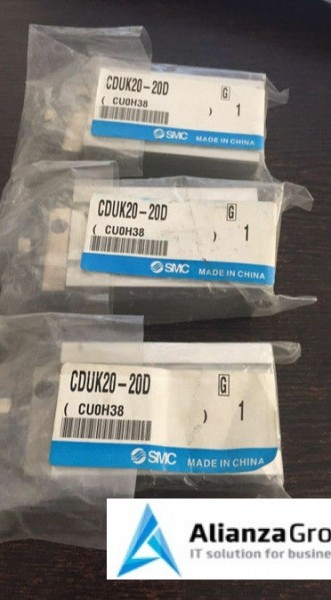 CDUK20-20D G
( CU0H38 ) 1
SMC MADE IN CHINA
CDUK20-20D G
( CU0H38 ) 1
SMC MADE IN CHINA
CDUK20-20D G
( CU0H38 ) 1
SMC MADE IN CHINA
AlianzaGro
IT solution for busine